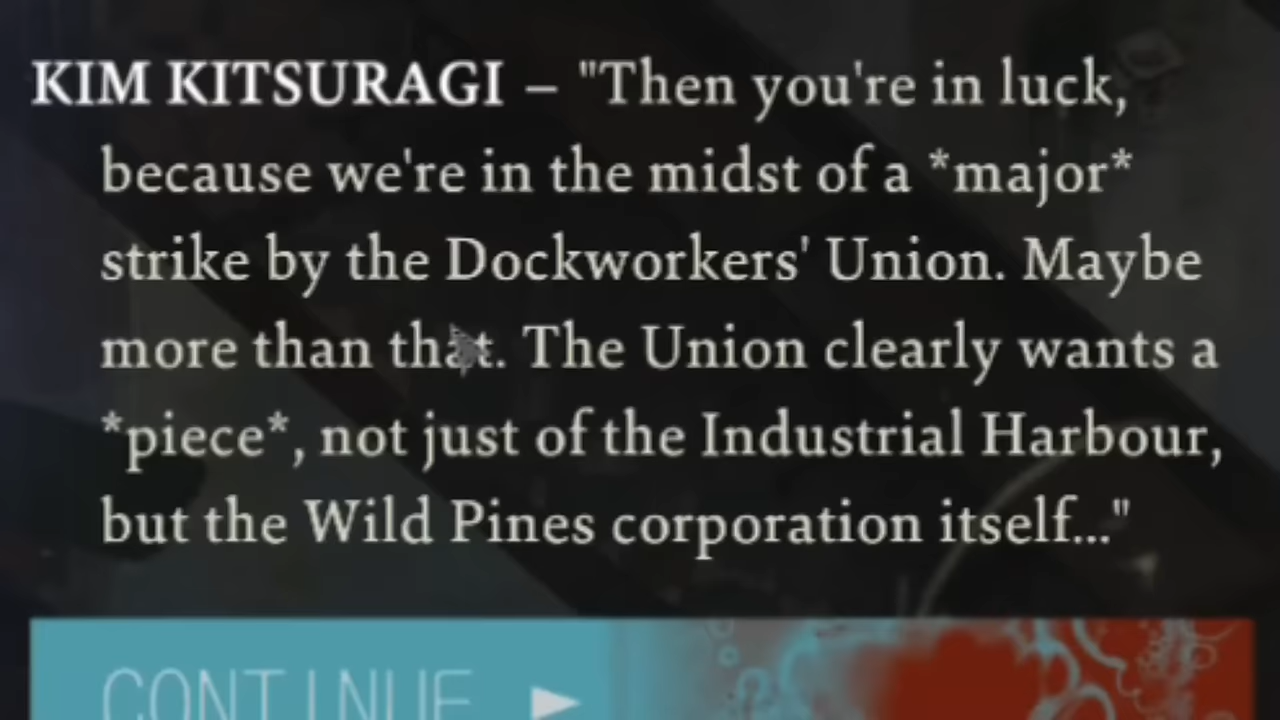 KIM KITSURAGI – "Then you're in luck,
because we're in the midst of a *major*
strike by the Dockworkers' Union. Maybe
more than that. The Union clearly wants a
*piece*, not just of the Industrial Harbour,
but the Wild Pines corporation itself..."
CONTINUE